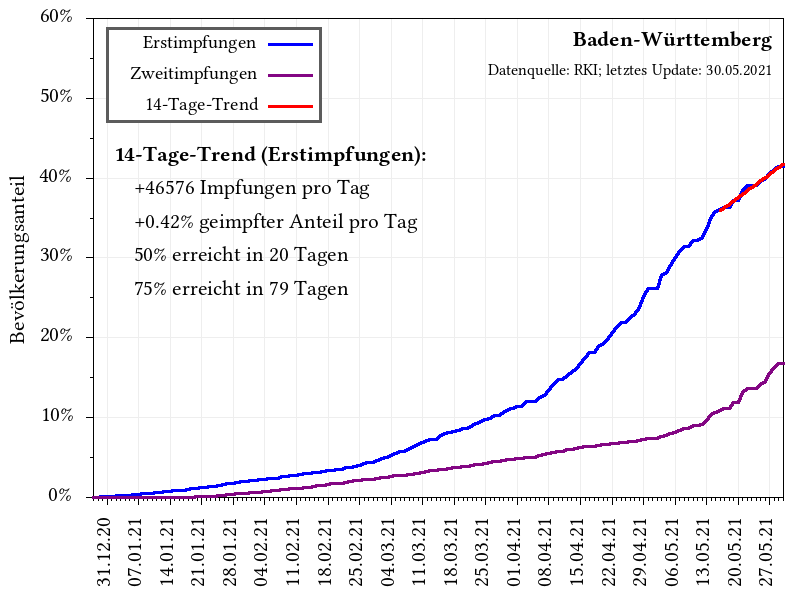 60%
50%
40%
30%
20%
10%
0%
Bevölkerungsanteil
Erstimpfungen
Zweitimpfungen
14-Tage-Trend
Baden-Württemberg
Datenquelle: RKI; letztes Update: 30.05.2021
14-Tage-Trend (Erstimpfungen):
+46576 Impfungen pro Tag
+0.42% geimpfter Anteil pro Tag
50% erreicht in 20 Tagen
75% erreicht in 79 Tagen
31.12.20
07.01.21
14.01.21
21.01.21
28.01.21
04.02.21
11.02.21
18.02.21
25.02.21
04.03.21
11.03.21
18.03.21
25.03.21
01.04.21
08.04.21
15.04.21
22.04.21
29.04.21
06.05.21
13.05.21
20.05.21
27.05.21